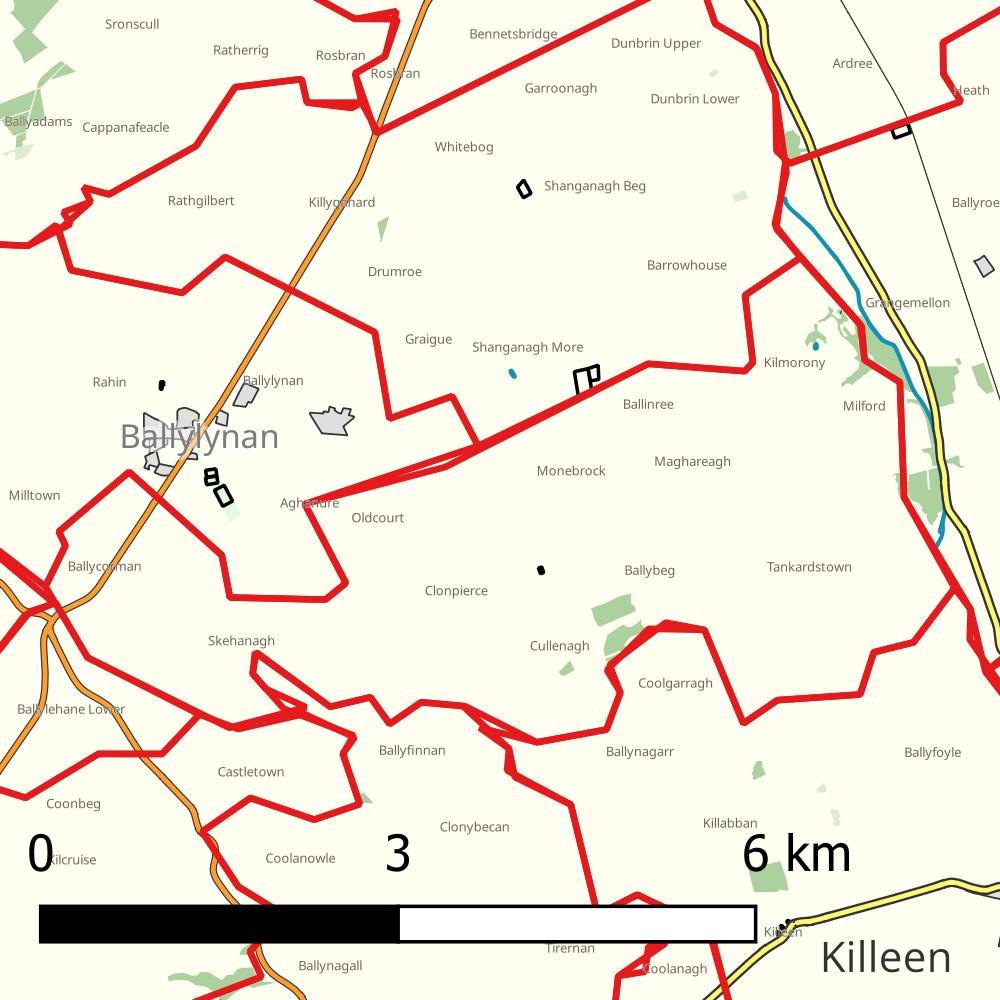 Sronscull
Bennetsbridge
Ratherrig
Dunbrin Upper
Rosbran
Ardree
Rosbran
Garroonagh
Heath
Dunbrin Lower
Ballyadams
Cappanafeacle
Whitebog
Shanganagh Beg
Rathgilbert
Killyganard
Ballyroe
Barrowhouse
Drumroe
Grangemellon
Graigue
Shanganagh More
Kilmorony
Rahin
Ballylynan
Ballinree
Milford
Ballylynan
Maghareagh
Monebrock
Milltown
Aghenure
Oldcourt
Ballycorman
Ballybeg
Tankardstown
Clonpierce
Skehanagh
Cullenagh
Coolgarragh
Ballylehane Lower
Ballyfinnan
Ballynagarr
Ballyfoyle
Castletown
Coonbeg
Killabban
Clonybecan
0 3 6 km
Kilcruise
Coolanowle
Killeen
Tirernan
Killeen
Ballynagall
Coolanagh